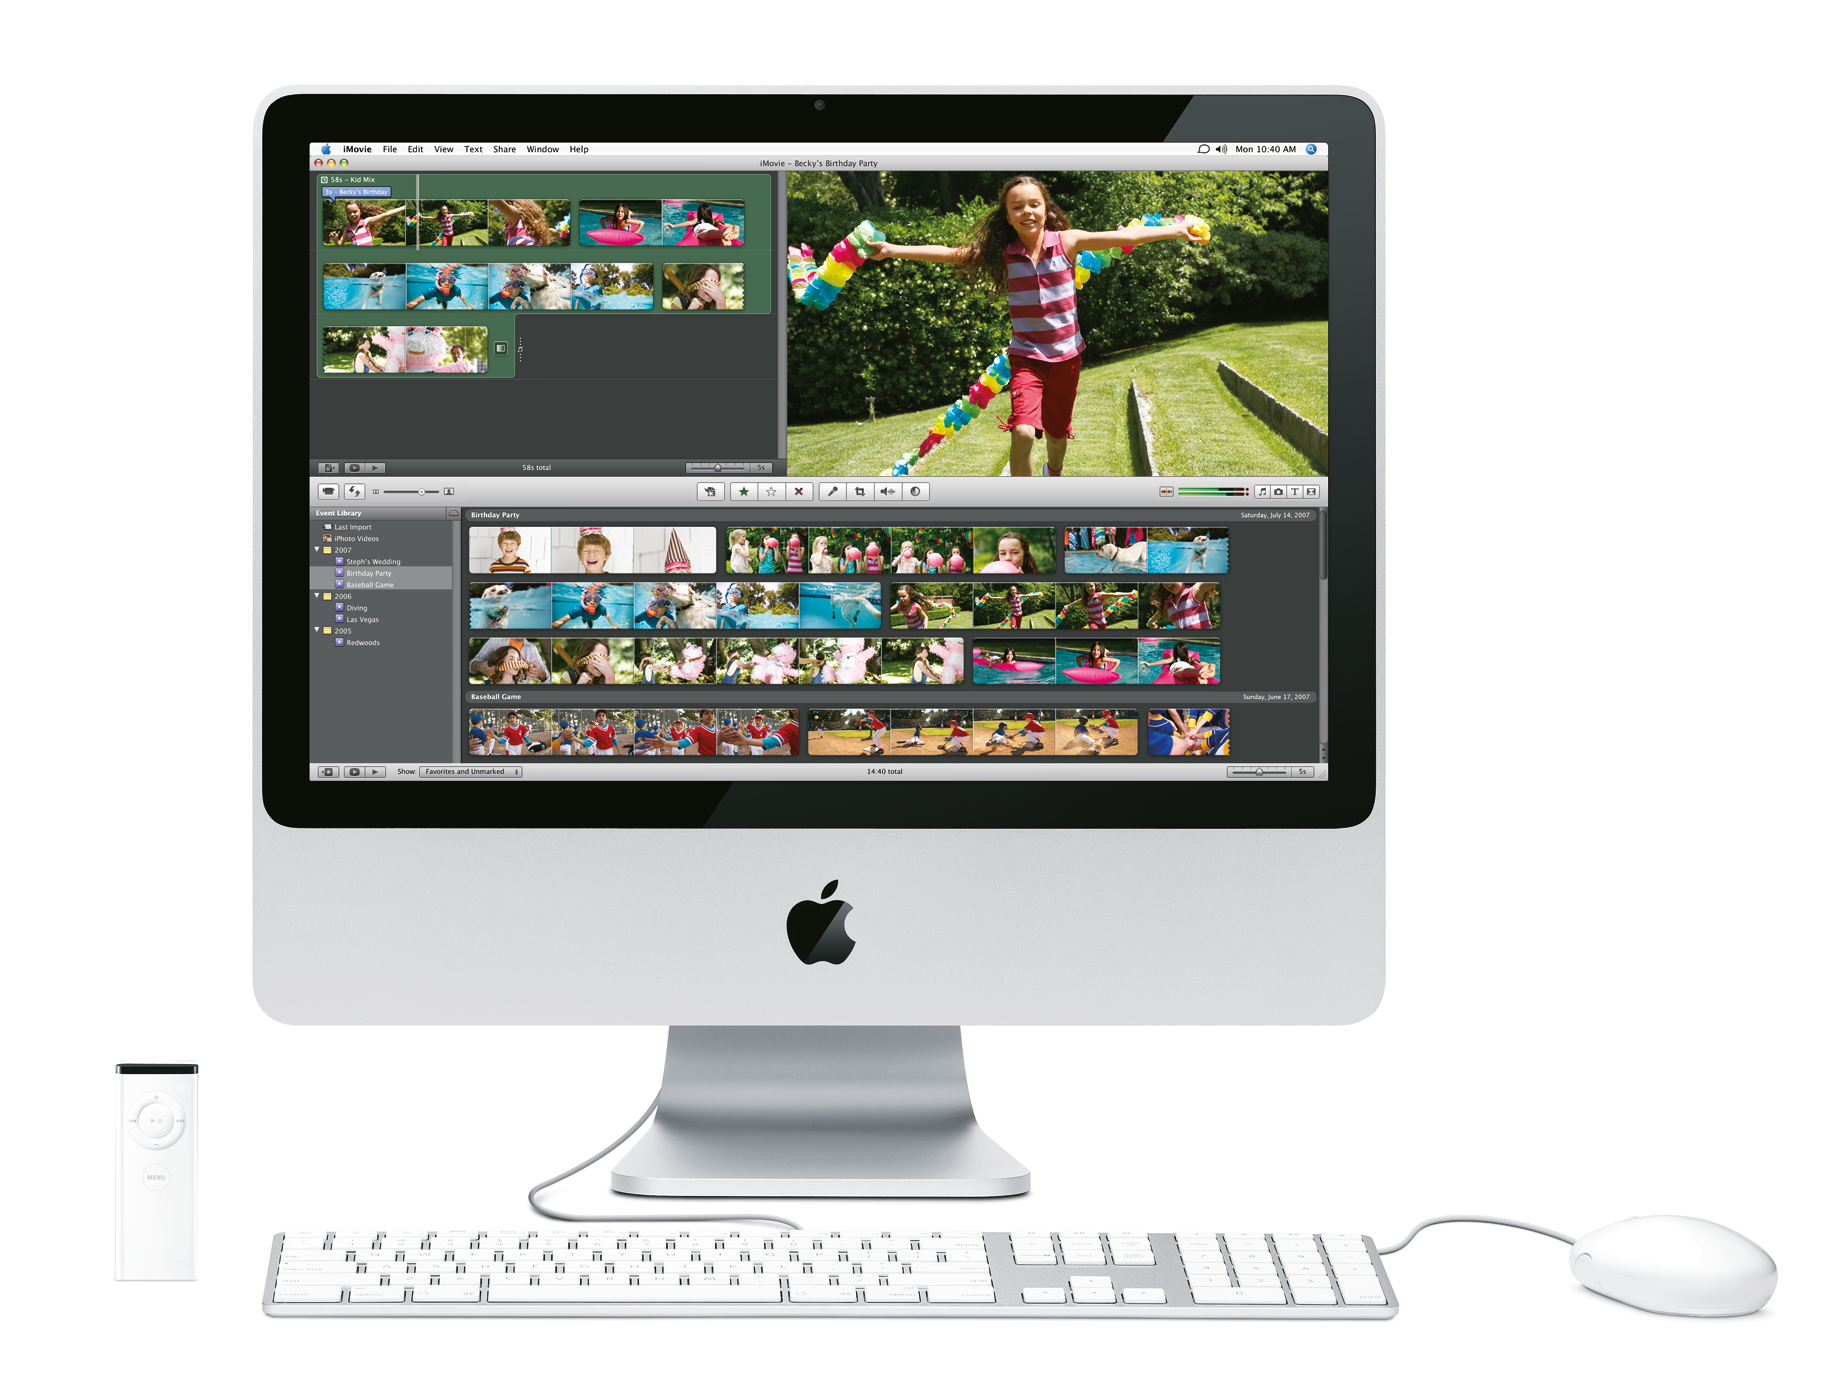 iMovie File Edit View Text Share Window Help
Mon 10:40 AM
iMovie – Becky's Birthday Party
58s – Kid Mix
3s – Becky's Birthday
58s total
5s
Event Library
Last Import
iPhoto Videos
2007
Steph's Wedding
Birthday Party
Baseball Game
2006
Diving
Las Vegas
2005
Redwoods
Birthday Party
Saturday, July 14, 2007
Baseball Game
Sunday, June 17, 2007
Show: Favorites and Unmarked
14:40 total
5s
MENU